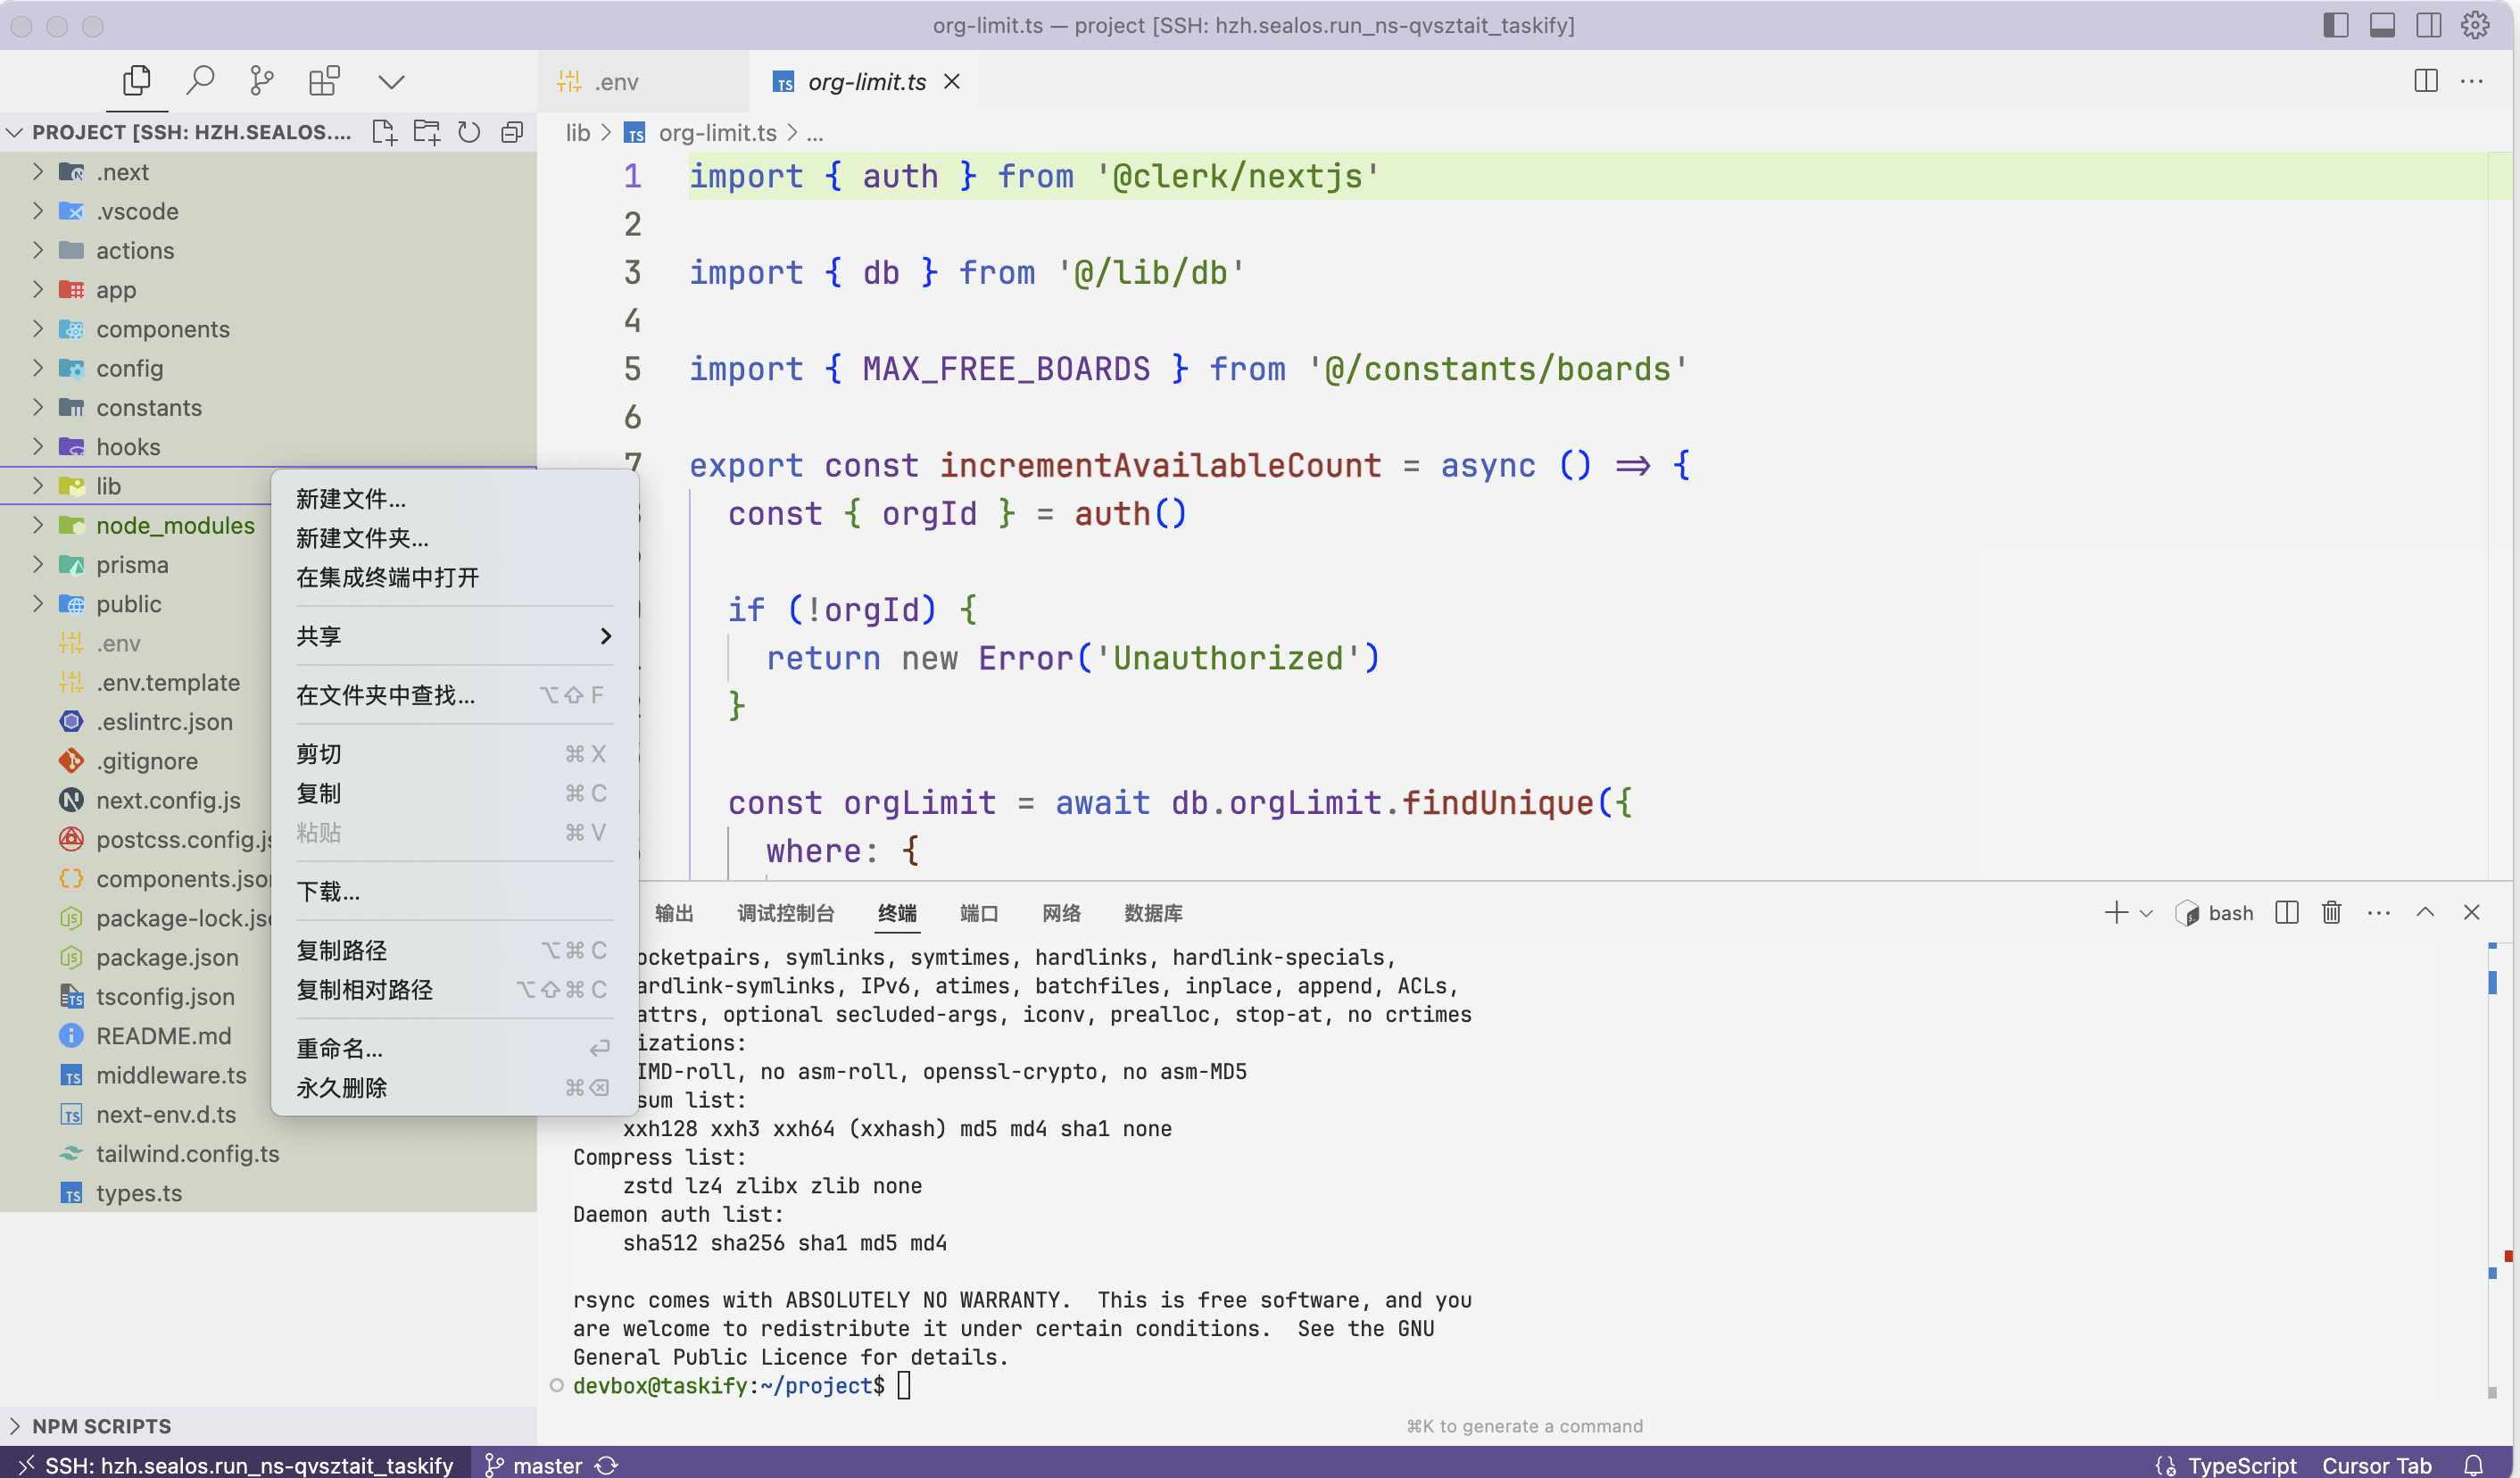 org-limit.ts — project [SSH: hzh.sealos.run_ns-qvsztait_taskify]
.env
org-limit.ts
PROJECT [SSH: HZH.SEALOS....
lib > org-limit.ts > ...
.next
.vscode
actions
app
components
config
constants
hooks
lib
node_modules
prisma
public
.env
.env.template
.eslintrc.json
.gitignore
next.config.js
postcss.config.js
components.json
package-lock.jso
package.json
tsconfig.json
README.md
middleware.ts
next-env.d.ts
tailwind.config.ts
types.ts
NPM SCRIPTS
新建文件...
新建文件夹...
在集成终端中打开
共享
在文件夹中查找... ⌥⇧ F
剪切 ⌘ X
复制 ⌘ C
粘贴 ⌘ V
下载...
复制路径 ⌥⌘ C
复制相对路径 ⌥⇧⌘ C
重命名... ↩
永久删除 ⌘⌫
1 import { auth } from '@clerk/nextjs'
2
3 import { db } from '@/lib/db'
4
5 import { MAX_FREE_BOARDS } from '@/constants/boards'
6
7 export const incrementAvailableCount = async () => {
const { orgId } = auth()
if (!orgId) {
return new Error('Unauthorized')
}
const orgLimit = await db.orgLimit.findUnique({
where: {
输出 调试控制台 终端 端口 网络 数据库
bash
ocketpairs, symlinks, symtimes, hardlinks, hardlink-specials,
ardlink-symlinks, IPv6, atimes, batchfiles, inplace, append, ACLs,
attrs, optional secluded-args, iconv, prealloc, stop-at, no crtimes
izations:
IMD-roll, no asm-roll, openssl-crypto, no asm-MD5
sum list:
xxh128 xxh3 xxh64 (xxhash) md5 md4 sha1 none
Compress list:
zstd lz4 zlibx zlib none
Daemon auth list:
sha512 sha256 sha1 md5 md4
rsync comes with ABSOLUTELY NO WARRANTY. This is free software, and you
are welcome to redistribute it under certain conditions. See the GNU
General Public Licence for details.
devbox@taskify:~/project$
⌘K to generate a command
SSH: hzh.sealos.run_ns-qvsztait_taskify
master
TypeScript
Cursor Tab